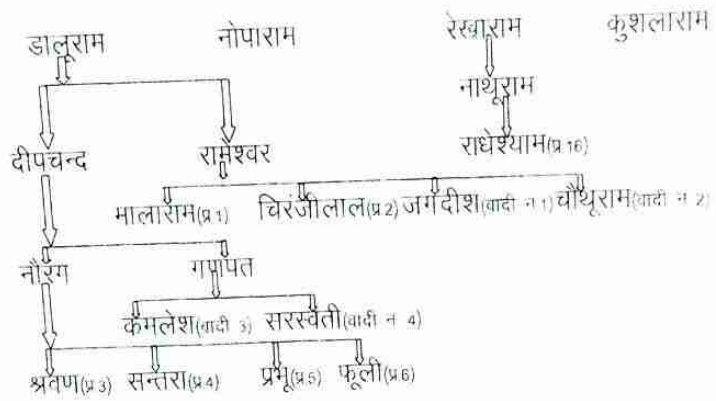 डालूराम नोपाराम रेखाराम कुशलाराम
नाथूराम
दीपचन्द रामेश्वर राधेश्याम(प्र 16)
मालाराम(प्र 1) चिरंजीलाल(प्र 2) जगदीश(वादी न 1) चौथूराम(वादी न 2)
नौरंग गणपत
कमलेश(वादी 3) सरस्वती(वादी न 4)
श्रवण(प्र 3) सन्तरा(प्र 4) प्रभू(प्र 5) फूली(प्र 6)